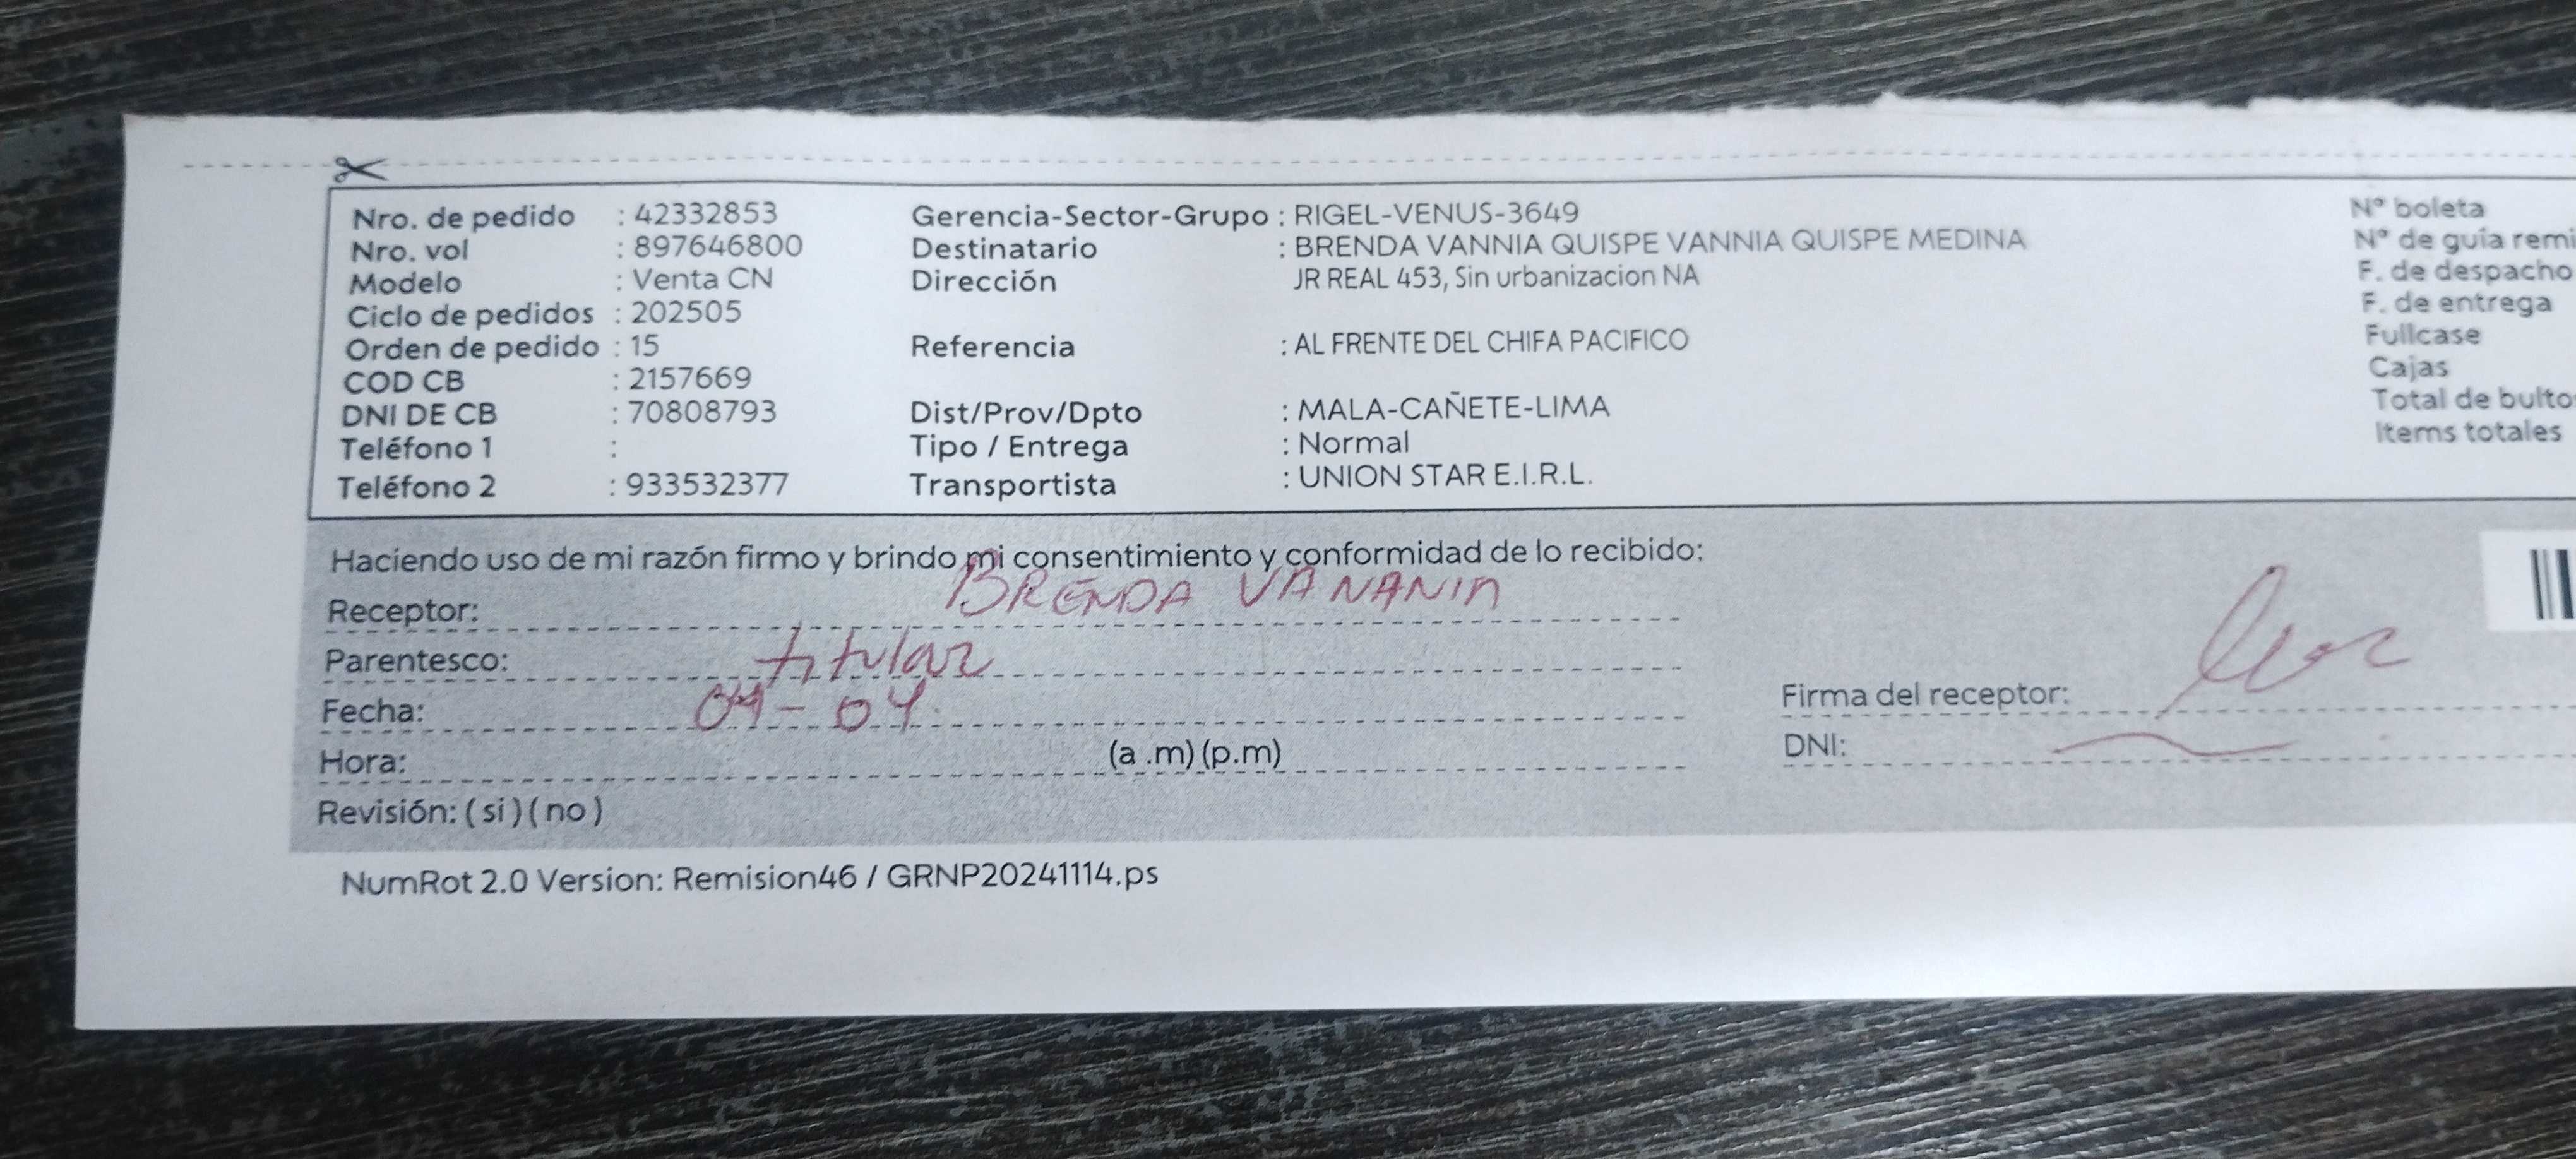 Nro. de pedido : 42332853 Gerencia-Sector-Grupo : RIGEL-VENUS-3649 N° boleta
Nro. vol : 897646800 Destinatario : BRENDA VANNIA QUISPE VANNIA QUISPE MEDINA N° de guía remi
Modelo : Venta CN Dirección JR REAL 453, Sin urbanizacion NA F. de despacho
Ciclo de pedidos : 202505 F. de entrega
Orden de pedido : 15 Referencia : AL FRENTE DEL CHIFA PACIFICO Fullcase
COD CB : 2157669 Cajas
DNI DE CB : 70808793 Dist/Prov/Dpto : MALA-CAÑETE-LIMA Total de bulto
Teléfono 1 : Tipo / Entrega : Normal Items totales
Teléfono 2 : 933532377 Transportista : UNION STAR E.I.R.L.
Haciendo uso de mi razón firmo y brindo mi consentimiento y conformidad de lo recibido:
Receptor: BRENDA VANANIA
Parentesco: titular
Fecha: 04-04 Firma del receptor:
Hora: (a .m) (p.m) DNI:
Revisión: ( si ) ( no )
NumRot 2.0 Version: Remision46 / GRNP20241114.ps